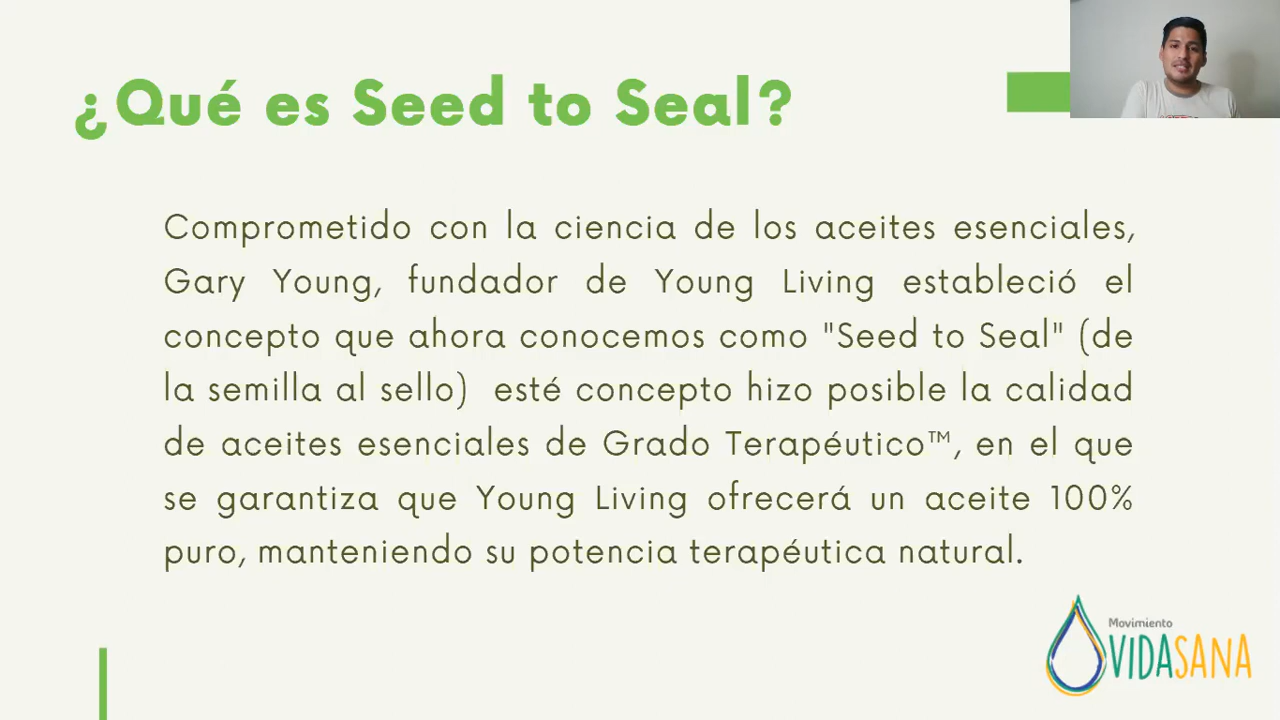 ¿Qué es Seed to Seal?
Comprometido con la ciencia de los aceites esenciales,
Gary Young, fundador de Young Living estableció el
concepto que ahora conocemos como "Seed to Seal" (de
la semilla al sello) esté concepto hizo posible la calidad
de aceites esenciales de Grado Terapéutico™, en el que
se garantiza que Young Living ofrecerá un aceite 100%
puro, manteniendo su potencia terapéutica natural.
Movimiento
VIDASANA